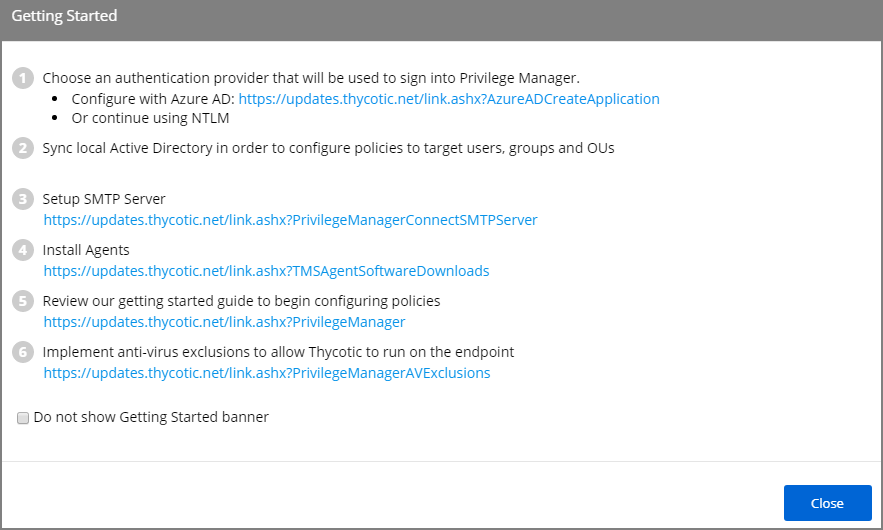 Getting Started
1 Choose an authentication provider that will be used to sign into Privilege Manager.
• Configure with Azure AD: https://updates.thycotic.net/link.ashx?AzureADCreateApplication
• Or continue using NTLM
2 Sync local Active Directory in order to configure policies to target users, groups and OUs
3 Setup SMTP Server
https://updates.thycotic.net/link.ashx?PrivilegeManagerConnectSMTPServer
4 Install Agents
https://updates.thycotic.net/link.ashx?TMSAgentSoftwareDownloads
5 Review our getting started guide to begin configuring policies
https://updates.thycotic.net/link.ashx?PrivilegeManager
6 Implement anti-virus exclusions to allow Thycotic to run on the endpoint
https://updates.thycotic.net/link.ashx?PrivilegeManagerAVExclusions
Do not show Getting Started banner
Close